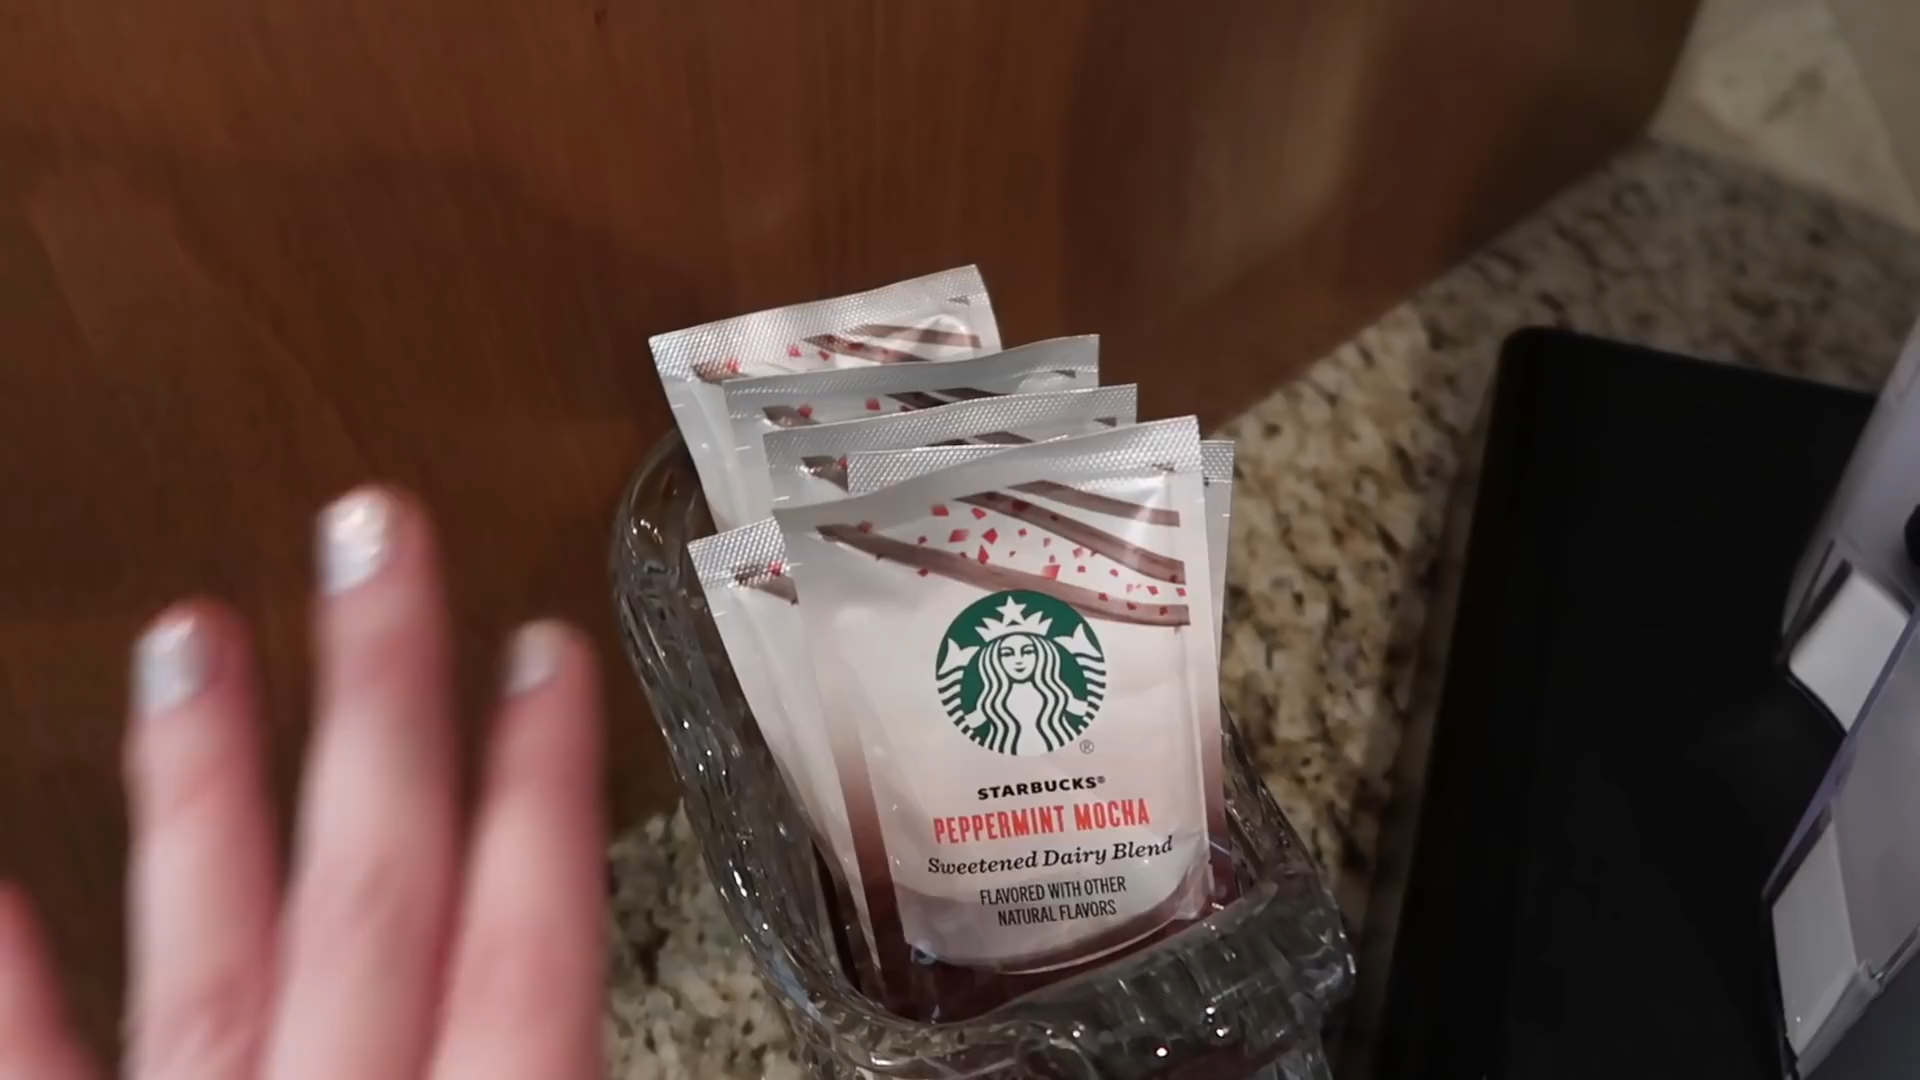 ®
STARBUCKS®
PEPPERMINT MOCHA
Sweetened Dairy Blend
FLAVORED WITH OTHER
NATURAL FLAVORS